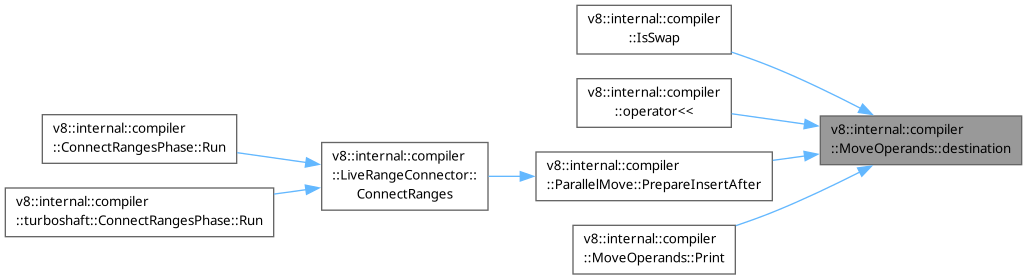 v8::internal::compiler
::IsSwap
v8::internal::compiler
::operator<<
v8::internal::compiler
::MoveOperands::destination
v8::internal::compiler
::ConnectRangesPhase::Run
v8::internal::compiler
::LiveRangeConnector::
ConnectRanges
v8::internal::compiler
::ParallelMove::PrepareInsertAfter
v8::internal::compiler
::turboshaft::ConnectRangesPhase::Run
v8::internal::compiler
::MoveOperands::Print